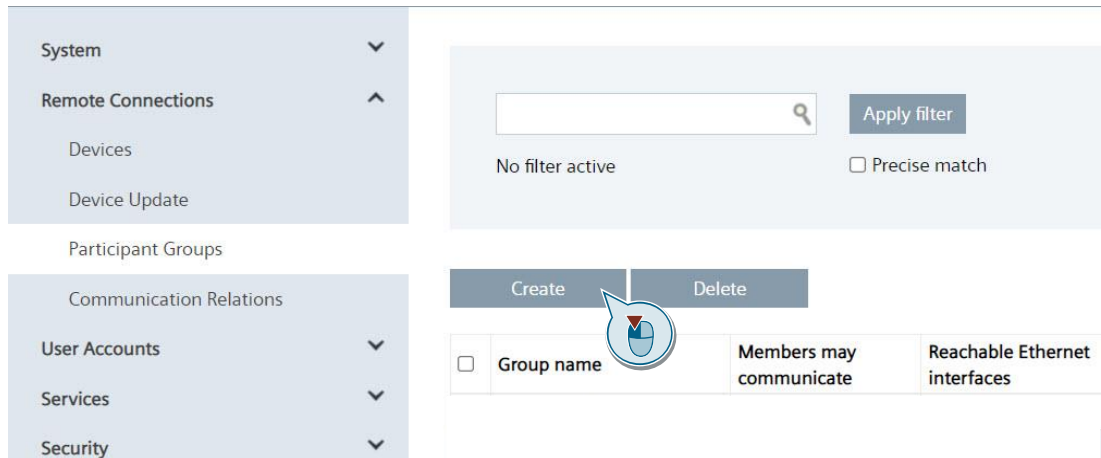 System
Remote Connections
Devices
Device Update
Participant Groups
Communication Relations
User Accounts
Services
Security
Apply filter
No filter active
Precise match
Create
Delete
Group name
Members may
communicate
Reachable Ethernet
interfaces